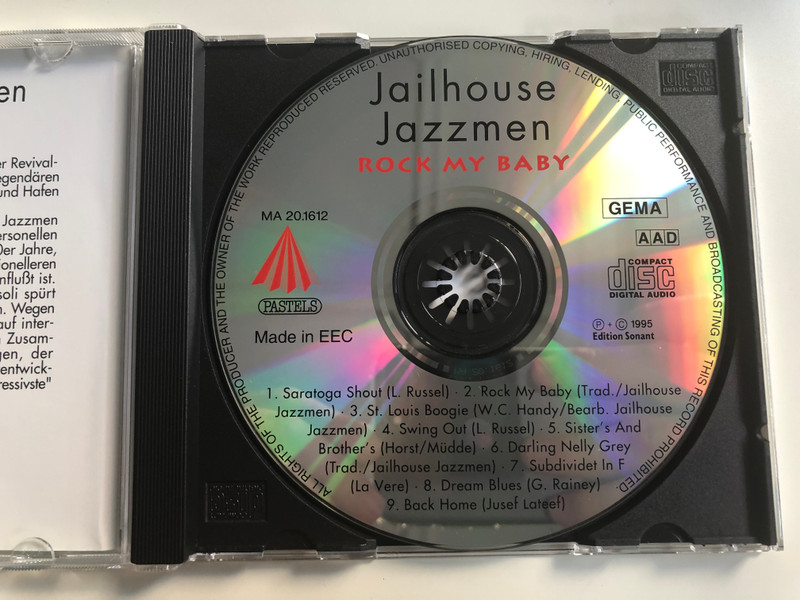 en
er Revival-
egendären
und Hafen
Jazzmen
ersonellen
Der Jahre,
ionelleren
nflußt ist.
soli spürt
n. Wegen
auf inter-
Zusam-
gen, der
entwick-
ressivste"
ALL RIGHTS OF THE PRODUCER AND THE OWNER OF THE WORK REPRODUCED RESERVED. UNAUTHORISED COPYING, HIRING, LENDING, PUBLIC PERFORMANCE AND BROADCASTING OF THIS RECORD PROHIBITED.
Jailhouse
Jazzmen
ROCK MY BABY
MA 20.1612
PASTELS
Made in EEC
GEMA
AAD
COMPACT
disc
DIGITAL AUDIO
℗ + © 1995
Edition Sonant
1. Saratoga Shout (L. Russel) · 2. Rock My Baby (Trad./Jailhouse
Jazzmen) · 3. St. Louis Boogie (W.C. Handy/Bearb. Jailhouse
Jazzmen) · 4. Swing Out (L. Russel) · 5. Sister's And
Brother's (Horst/Müdde) · 6. Darling Nelly Grey
(Trad./Jailhouse Jazzmen) · 7. Subdividet In F
(La Vere) · 8. Dream Blues (G. Rainey)
9. Back Home (Jusef Lateef)
COMPACT
disc
DIGITAL AUDIO